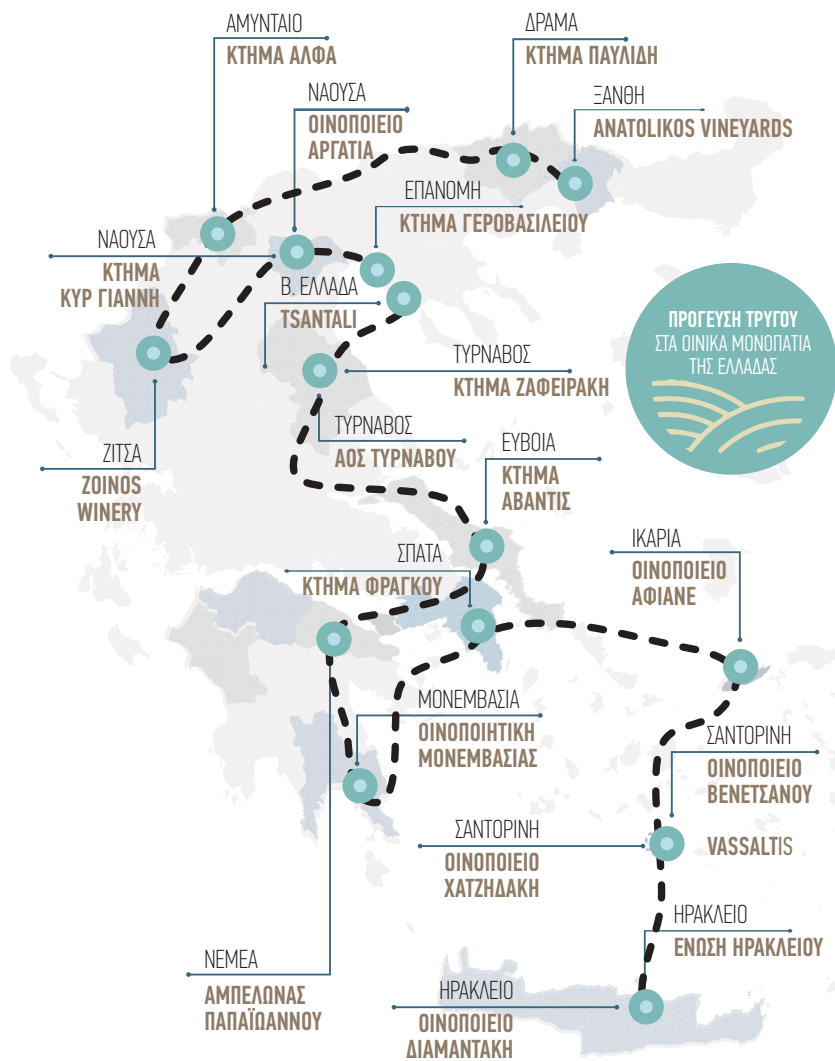 ΑΜΥΝΤΑΙΟ
ΚΤΗΜΑ ΑΛΦΑ
ΔΡΑΜΑ
ΚΤΗΜΑ ΠΑΥΛΙΔΗ
ΝΑΟΥΣΑ
ΟΙΝΟΠΟΙΕΙΟ
ΑΡΓΑΤΙΑ
ΞΑΝΘΗ
ANATOLIKOS VINEYARDS
ΕΠΑΝΟΜΗ
ΚΤΗΜΑ ΓΕΡΟΒΑΣΙΛΕΙΟΥ
ΝΑΟΥΣΑ
ΚΤΗΜΑ
ΚΥΡ ΓΙΑΝΝΗ
Β. ΕΛΛΑΔΑ
TSANTALI
ΠΡΟΓΕΥΣΗ ΤΡΥΓΟΥ
ΣΤΑ ΟΙΝΙΚΑ ΜΟΝΟΠΑΤΙΑ
ΤΗΣ ΕΛΛΑΔΑΣ
ΤΥΡΝΑΒΟΣ
ΚΤΗΜΑ ΖΑΦΕΙΡΑΚΗ
ΤΥΡΝΑΒΟΣ
ΑΟΣ ΤΥΡΝΑΒΟΥ
ΖΙΤΣΑ
ZOINOS
WINERY
ΕΥΒΟΙΑ
ΚΤΗΜΑ
ΑΒΑΝΤΙΣ
ΣΠΑΤΑ
ΚΤΗΜΑ ΦΡΑΓΚΟΥ
ΙΚΑΡΙΑ
ΟΙΝΟΠΟΙΕΙΟ
ΑΦΙΑΝΕ
ΜΟΝΕΜΒΑΣΙΑ
ΟΙΝΟΠΟΙΗΤΙΚΗ
ΜΟΝΕΜΒΑΣΙΑΣ
ΣΑΝΤΟΡΙΝΗ
ΟΙΝΟΠΟΙΕΙΟ
ΒΕΝΕΤΣΑΝΟΥ
VASSALTIS
ΣΑΝΤΟΡΙΝΗ
ΟΙΝΟΠΟΙΕΙΟ
ΧΑΤΖΗΔΑΚΗ
ΗΡΑΚΛΕΙΟ
ΕΝΩΣΗ ΗΡΑΚΛΕΙΟΥ
ΝΕΜΕΑ
ΑΜΠΕΛΩΝΑΣ
ΠΑΠΑΪΩΑΝΝΟΥ
ΗΡΑΚΛΕΙΟ
ΟΙΝΟΠΟΙΕΙΟ
ΔΙΑΜΑΝΤΑΚΗ